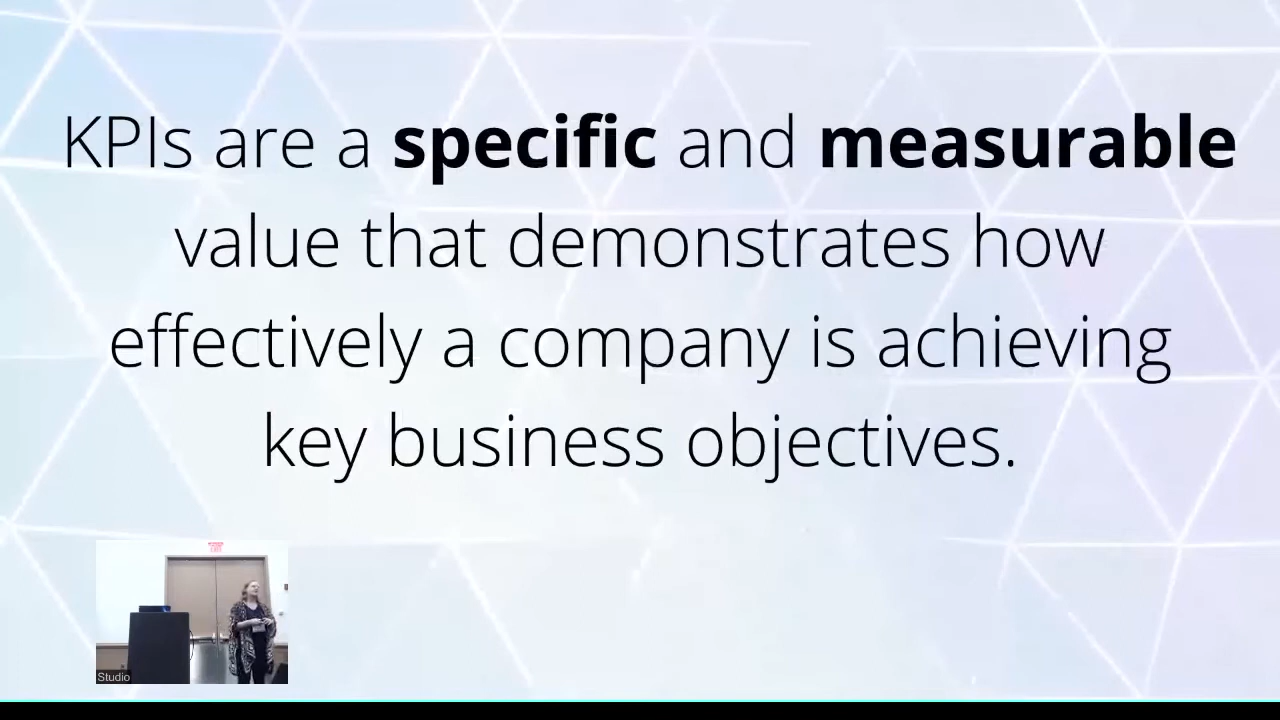 KPIs are a specific and measurable
value that demonstrates how
effectively a company is achieving
key business objectives.
Studio